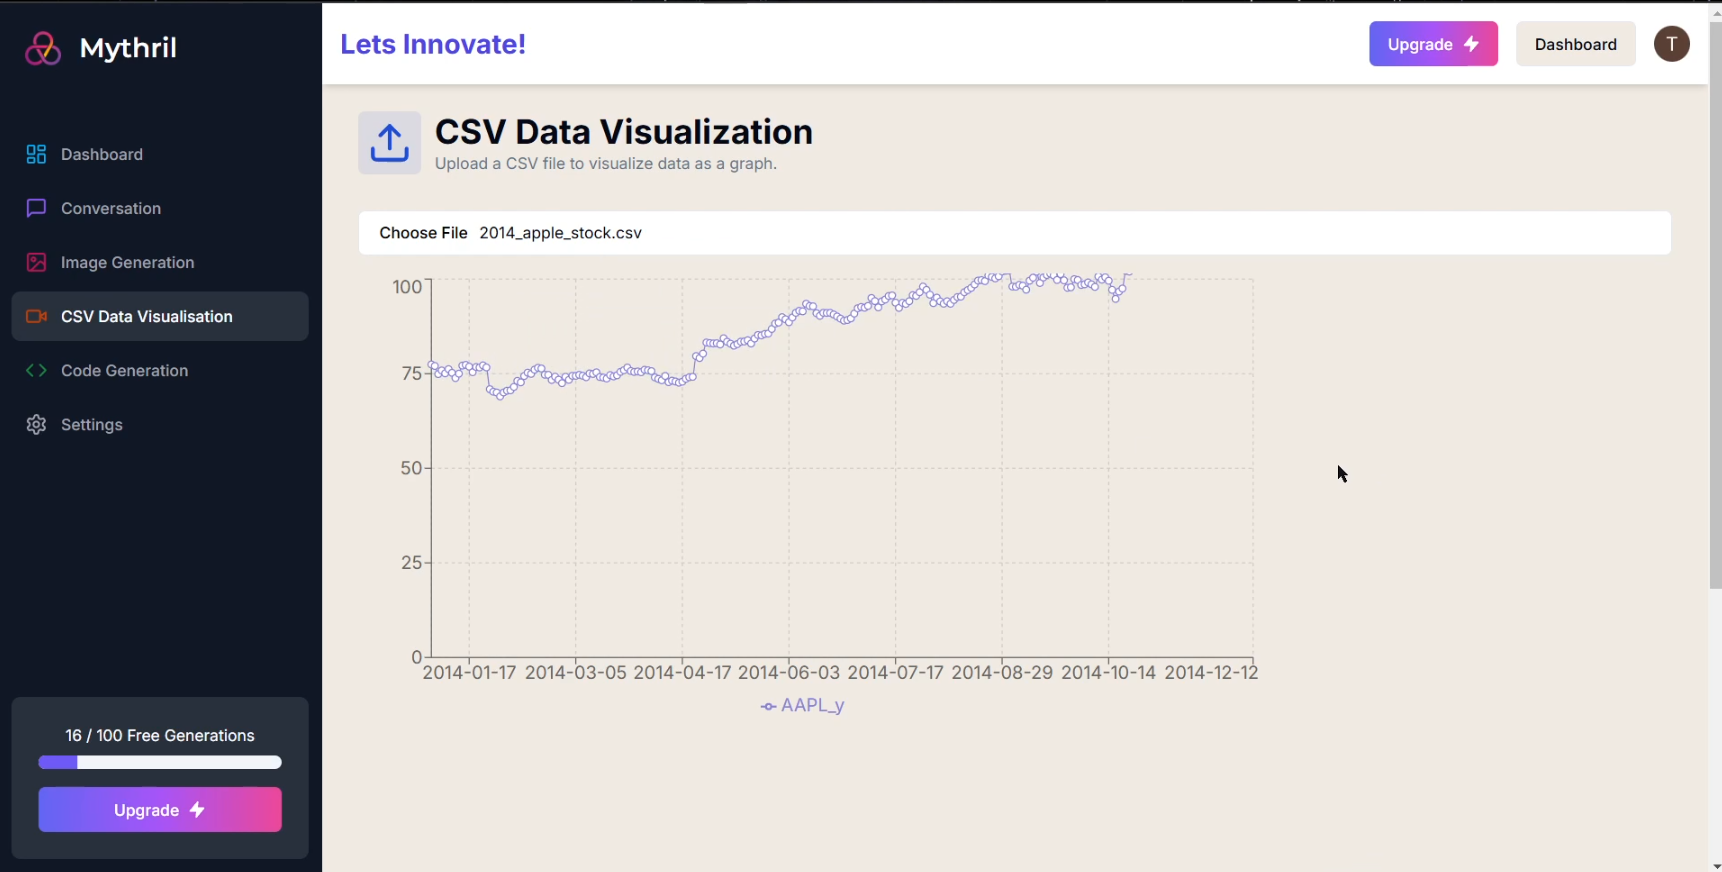 Mythril
Dashboard
Conversation
Image Generation
CSV Data Visualisation
Code Generation
Settings
16 / 100 Free Generations
Upgrade
Lets Innovate!
Upgrade
Dashboard
T
CSV Data Visualization
Upload a CSV file to visualize data as a graph.
Choose File 2014_apple_stock.csv
100
75
50
25
0
2014-01-17 2014-03-05 2014-04-17 2014-06-03 2014-07-17 2014-08-29 2014-10-14 2014-12-12
AAPL_y